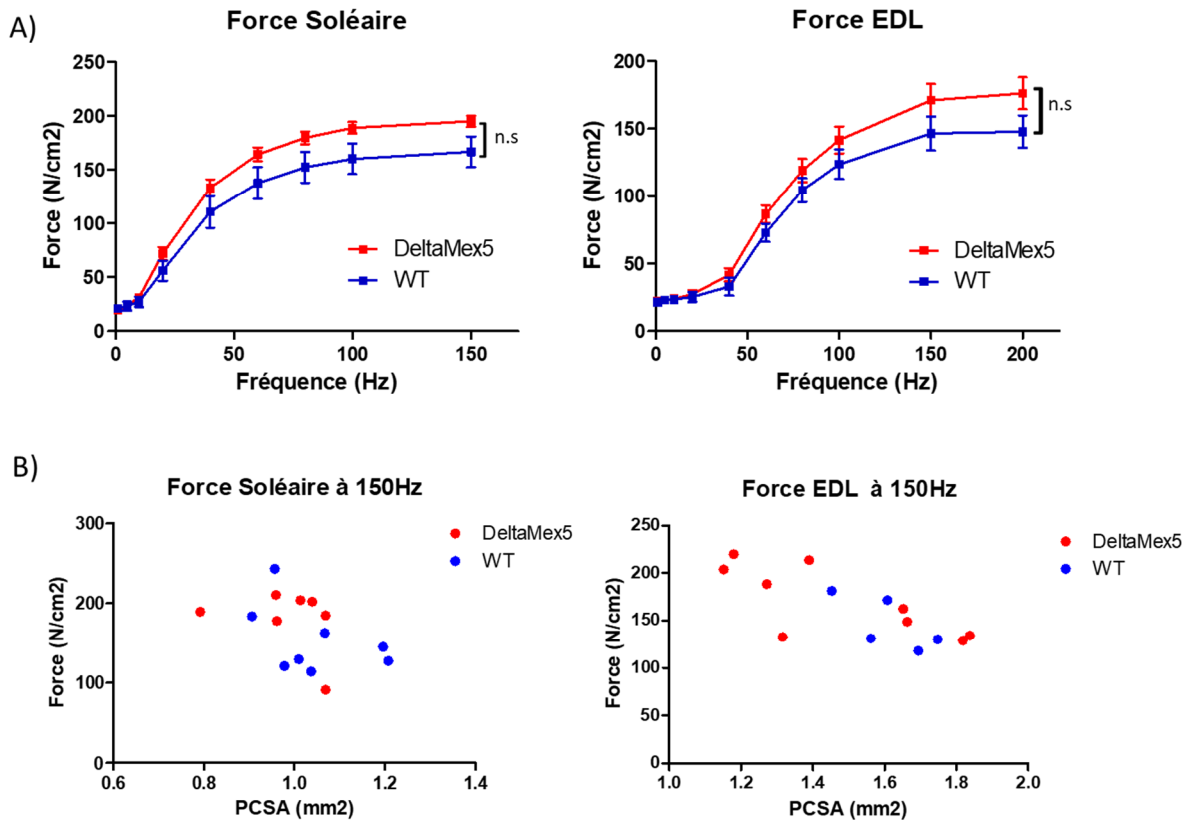 A)
Force Soléaire
Force (N/cm2)
250
200
150
100
50
0
0
50
100
150
Fréquence (Hz)
n.s
DeltaMex5
WT
Force EDL
Force (N/cm2)
200
150
100
50
0
0
50
100
150
200
Fréquence (Hz)
n.s
DeltaMex5
WT
B)
Force Soléaire à 150Hz
Force (N/cm2)
300
200
100
0
0.6
0.8
1.0
1.2
1.4
PCSA (mm2)
DeltaMex5
WT
Force EDL à 150Hz
Force (N/cm2)
250
200
150
100
50
0
1.0
1.2
1.4
1.6
1.8
2.0
PCSA (mm2)
DeltaMex5
WT